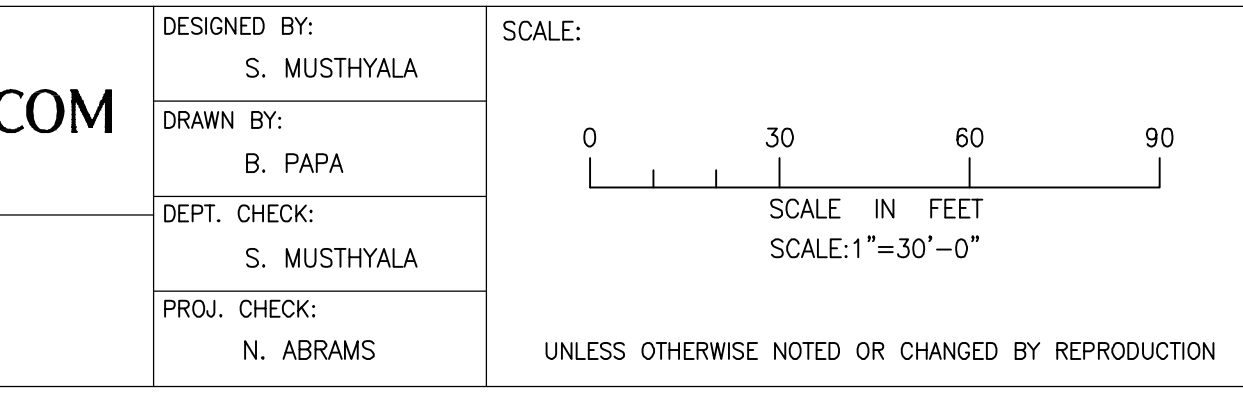 COM
DESIGNED BY:
S. MUSTHYALA
DRAWN BY:
B. PAPA
DEPT. CHECK:
S. MUSTHYALA
PROJ. CHECK:
N. ABRAMS
SCALE:
0 30 60 90
SCALE IN FEET
SCALE:1"=30'-0"
UNLESS OTHERWISE NOTED OR CHANGED BY REPRODUCTION